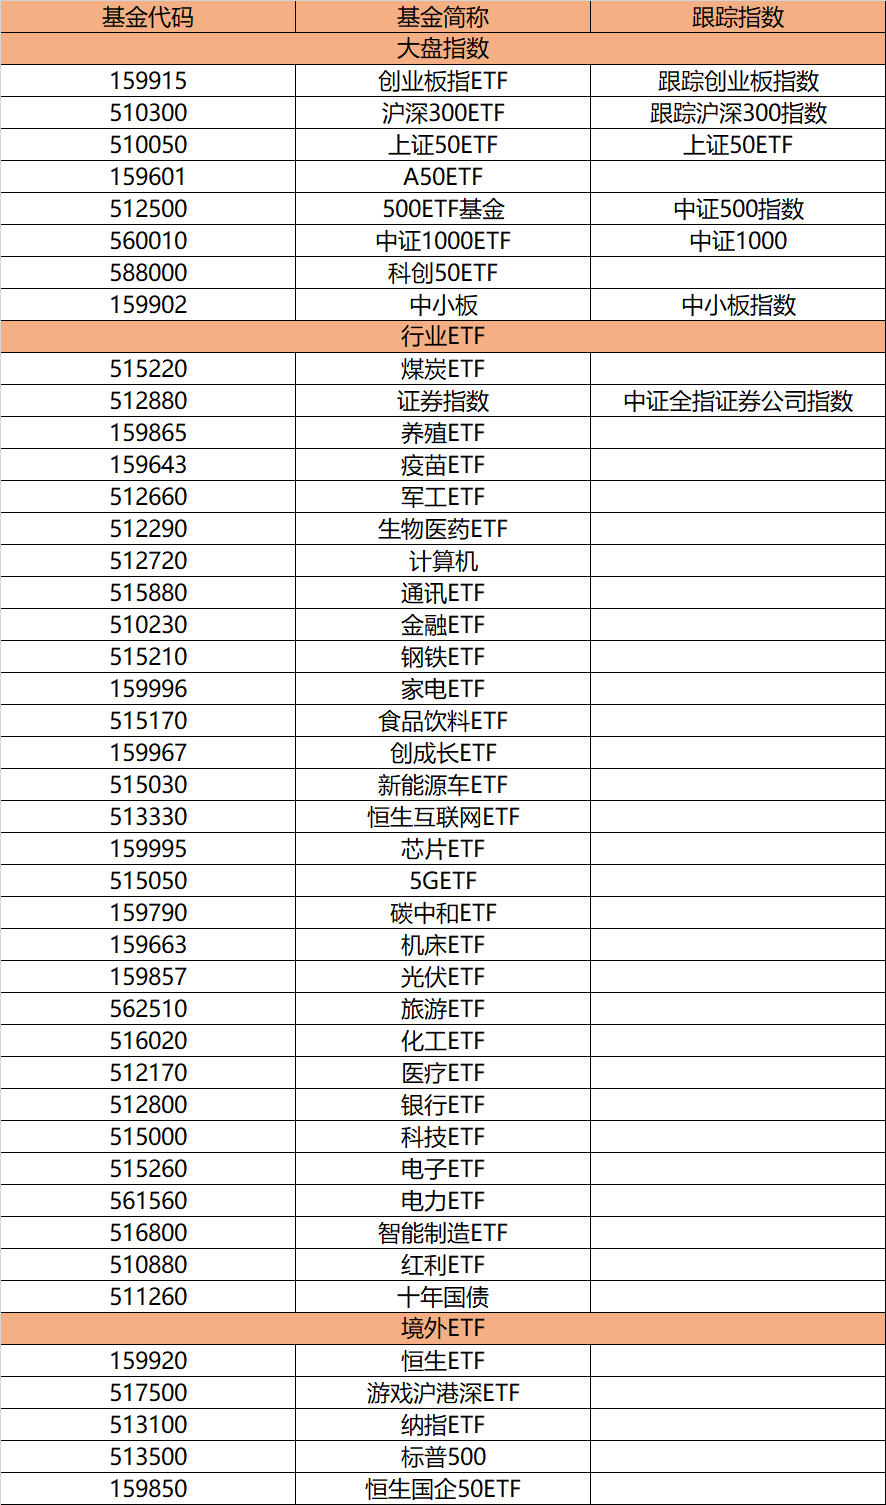 基金代码 基金简称 跟踪指数
大盘指数
159915 创业板指ETF 跟踪创业板指数
510300 沪深300ETF 跟踪沪深300指数
510050 上证50ETF 上证50ETF
159601 A50ETF
512500 500ETF基金 中证500指数
560010 中证1000ETF 中证1000
588000 科创50ETF
159902 中小板 中小板指数
行业ETF
515220 煤炭ETF
512880 证券指数 中证全指证券公司指数
159865 养殖ETF
159643 疫苗ETF
512660 军工ETF
512290 生物医药ETF
512720 计算机
515880 通讯ETF
510230 金融ETF
515210 钢铁ETF
159996 家电ETF
515170 食品饮料ETF
159967 创成长ETF
515030 新能源车ETF
513330 恒生互联网ETF
159995 芯片ETF
515050 5GETF
159790 碳中和ETF
159663 机床ETF
159857 光伏ETF
562510 旅游ETF
516020 化工ETF
512170 医疗ETF
512800 银行ETF
515000 科技ETF
515260 电子ETF
561560 电力ETF
516800 智能制造ETF
510880 红利ETF
511260 十年国债
境外ETF
159920 恒生ETF
517500 游戏沪港深ETF
513100 纳指ETF
513500 标普500
159850 恒生国企50ETF